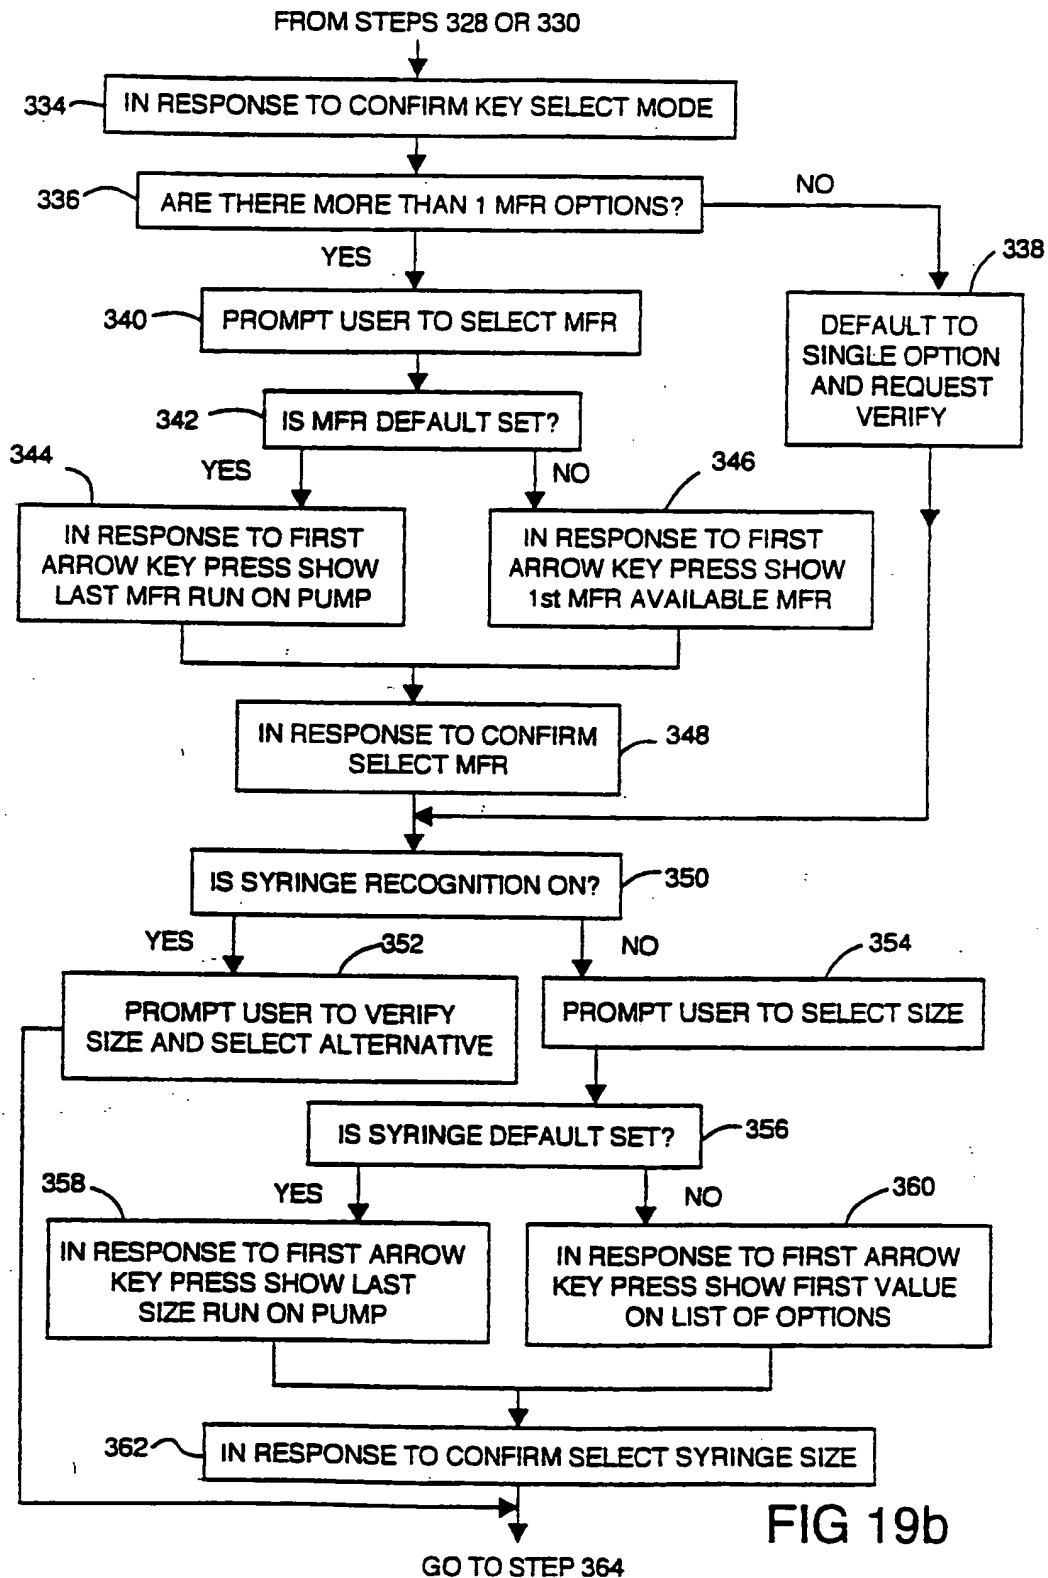 FROM STEPS 328 OR 330
334
IN RESPONSE TO CONFIRM KEY SELECT MODE
336
ARE THERE MORE THAN 1 MFR OPTIONS?
NO
YES
338
340
PROMPT USER TO SELECT MFR
DEFAULT TO
SINGLE OPTION
AND REQUEST
VERIFY
342
IS MFR DEFAULT SET?
344
YES
NO
346
IN RESPONSE TO FIRST
ARROW KEY PRESS SHOW
LAST MFR RUN ON PUMP
IN RESPONSE TO FIRST
ARROW KEY PRESS SHOW
1st MFR AVAILABLE MFR
IN RESPONSE TO CONFIRM
SELECT MFR
348
IS SYRINGE RECOGNITION ON?
350
YES
352
NO
354
PROMPT USER TO VERIFY
SIZE AND SELECT ALTERNATIVE
PROMPT USER TO SELECT SIZE
IS SYRINGE DEFAULT SET?
356
358
YES
NO
360
IN RESPONSE TO FIRST ARROW
KEY PRESS SHOW LAST
SIZE RUN ON PUMP
IN RESPONSE TO FIRST ARROW
KEY PRESS SHOW FIRST VALUE
ON LIST OF OPTIONS
362
IN RESPONSE TO CONFIRM SELECT SYRINGE SIZE
FIG 19b
GO TO STEP 364